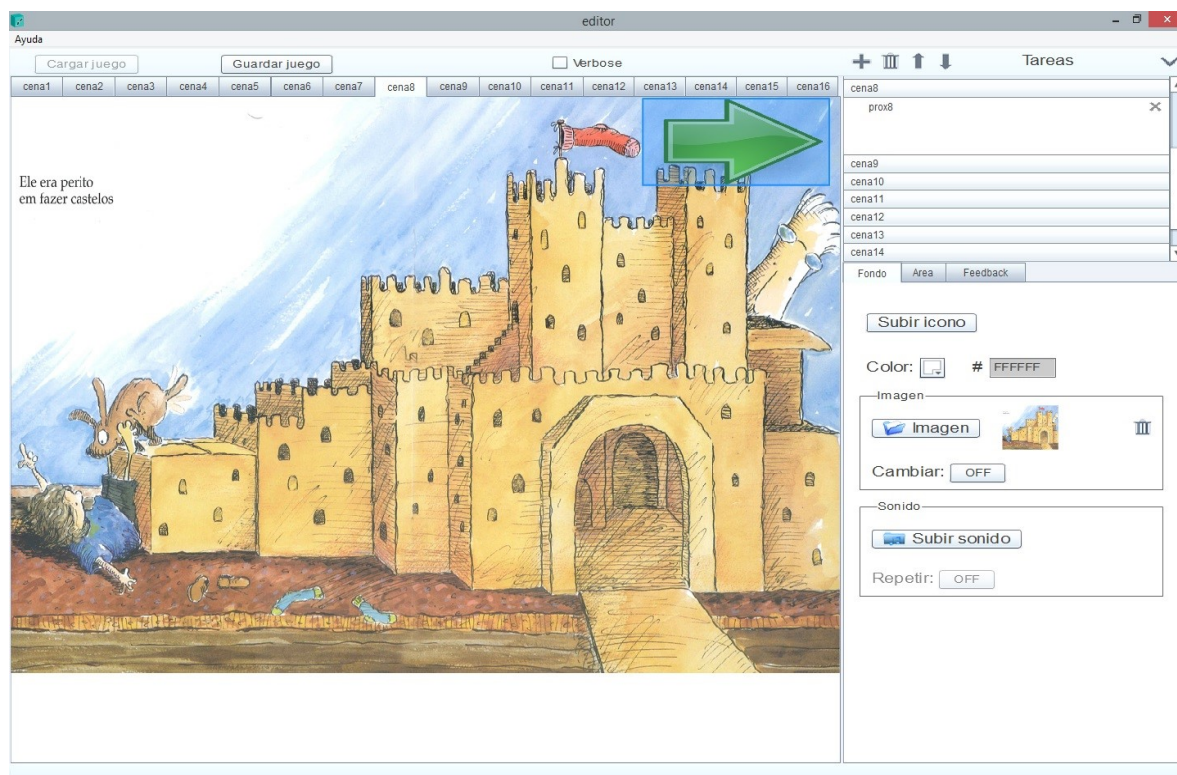 editor
Ayuda
Cargar juego Guardar juego Verbose Tareas
cena1 cena2 cena3 cena4 cena5 cena6 cena7 cena8 cena9 cena10 cena11 cena12 cena13 cena14 cena15 cena16
Ele era perito
em fazer castelos
cena8
prox8
cena9
cena10
cena11
cena12
cena13
cena14
Fondo Area Feedback
Subir icono
Color: # FFFFFF
Imagen
Imagen
Cambiar: OFF
Sonido
Subir sonido
Repetir: OFF